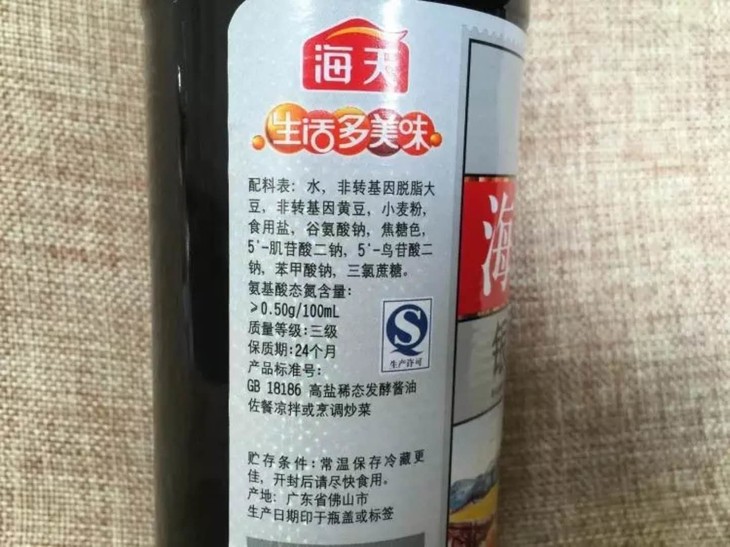 海天
生活多美味
配料表：水，非转基因脱脂大
豆，非转基因黄豆，小麦粉，
食用盐，谷氨酸钠，焦糖色，
5'-肌苷酸二钠，5'-鸟苷酸二
钠，苯甲酸钠，三氯蔗糖。
氨基酸态氮含量：
≥0.50g/100mL
质量等级:三级
保质期:24个月
产品标准号：
GB 18186 高盐稀态发酵酱油
佐餐凉拌或烹调炒菜
生产许可
贮存条件：常温保存冷藏更
佳，开封后请尽快食用。
产地：广东省佛山市
生产日期印于瓶盖或标签
海